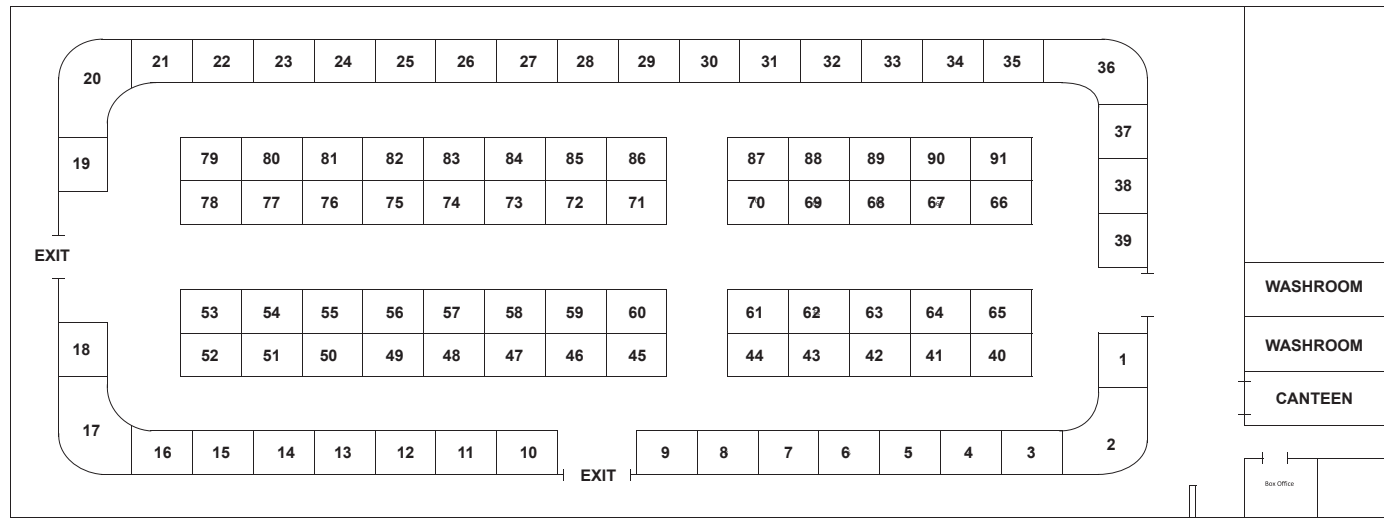 21 22 23 24 25 26 27 28 29 30 31 32 33 34 35
20 36
37
19 79 80 81 82 83 84 85 86 87 88 89 90 91
38
78 77 76 75 74 73 72 71 70 69 68 67 66
39
EXIT
WASHROOM
53 54 55 56 57 58 59 60 61 62 63 64 65
WASHROOM
18 52 51 50 49 48 47 46 45 44 43 42 41 40 1
CANTEEN
17 2
16 15 14 13 12 11 10 9 8 7 6 5 4 3
EXIT
Box Office